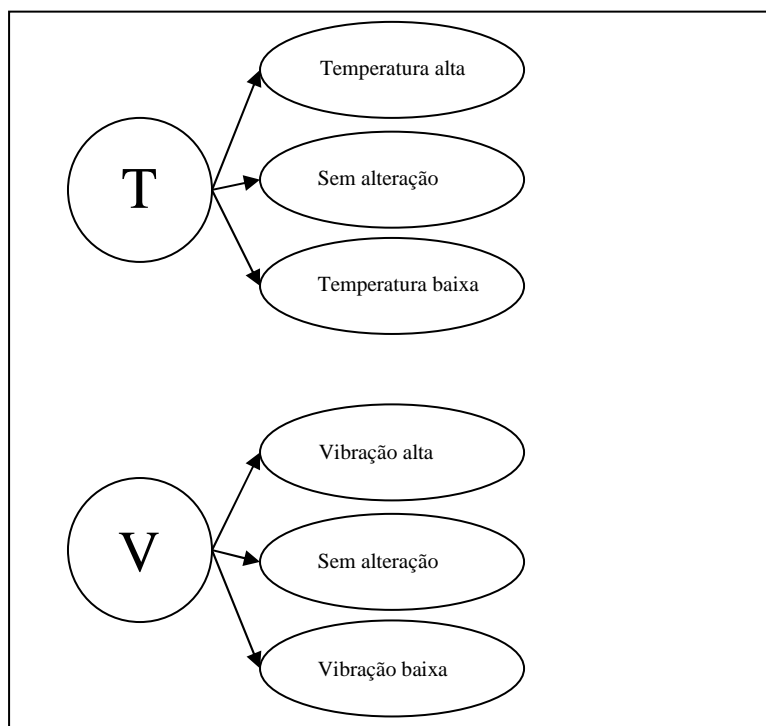 Temperatura alta
T
Sem alteração
Temperatura baixa
Vibração alta
V
Sem alteração
Vibração baixa